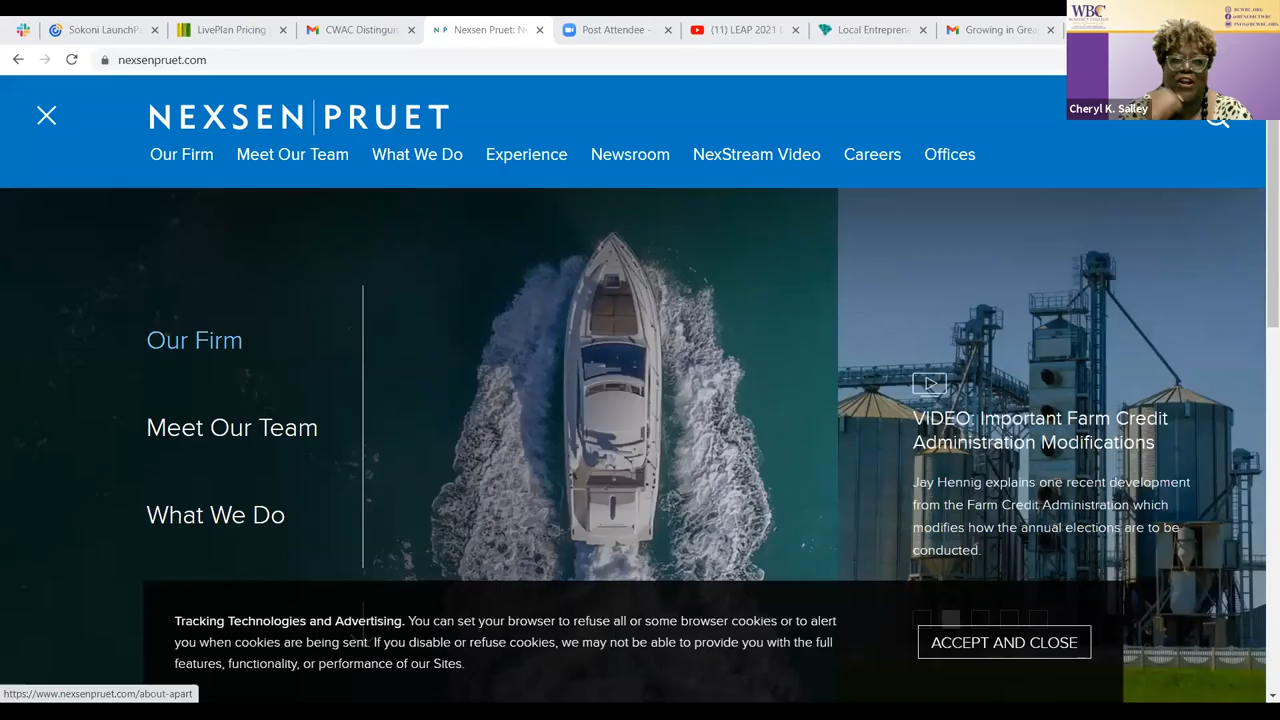 Sokoni LaunchP
LivePlan Pricing
CWAC Distingui
NP Nexsen Pruet: N
Post Attendee -
(11) LEAP 2021
Local Entreprene
Growing in Grea
WBC
BCWBC.ORG
nexsenpruet.com
Cheryl K. Salley
NEXSEN PRUET
Our Firm Meet Our Team What We Do Experience Newsroom NexStream Video Careers Offices
Our Firm
Meet Our Team
What We Do
VIDEO: Important Farm Credit
Administration Modifications
Jay Hennig explains one recent development
from the Farm Credit Administration which
modifies how the annual elections are to be
conducted.
Tracking Technologies and Advertising. You can set your browser to refuse all or some browser cookies or to alert
you when cookies are being sent. If you disable or refuse cookies, we may not be able to provide you with the full
features, functionality, or performance of our Sites.
ACCEPT AND CLOSE
https://www.nexsenpruet.com/about-apart